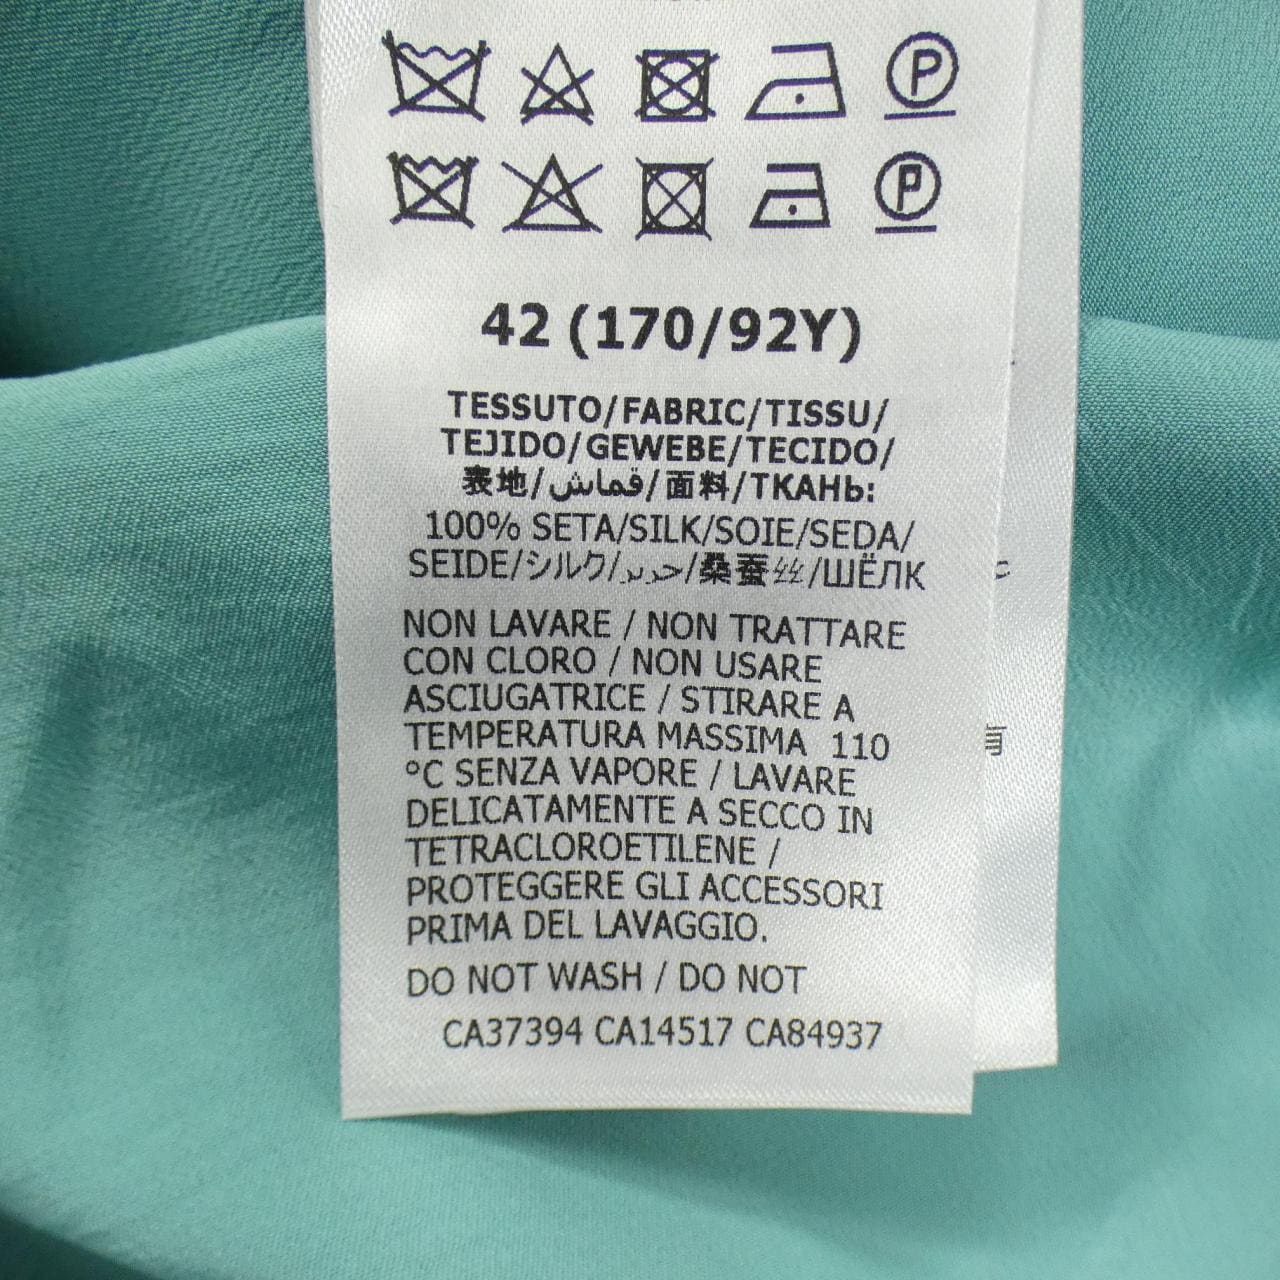 P
P
42 (170/92Y)
TESSUTO/FABRIC/TISSU/
TEJIDO/GEWEBE/TECIDO/
表地/قماش/面料/ТКАНЬ:
100% SETA/SILK/SOIE/SEDA/
SEIDE/シルク/حرير/桑蚕丝/ШЁЛК
NON LAVARE / NON TRATTARE
CON CLORO / NON USARE
ASCIUGATRICE / STIRARE A
TEMPERATURA MASSIMA 110
°C SENZA VAPORE / LAVARE
DELICATAMENTE A SECCO IN
TETRACLOROETILENE /
PROTEGGERE GLI ACCESSORI
PRIMA DEL LAVAGGIO.
DO NOT WASH / DO NOT
CA37394 CA14517 CA84937